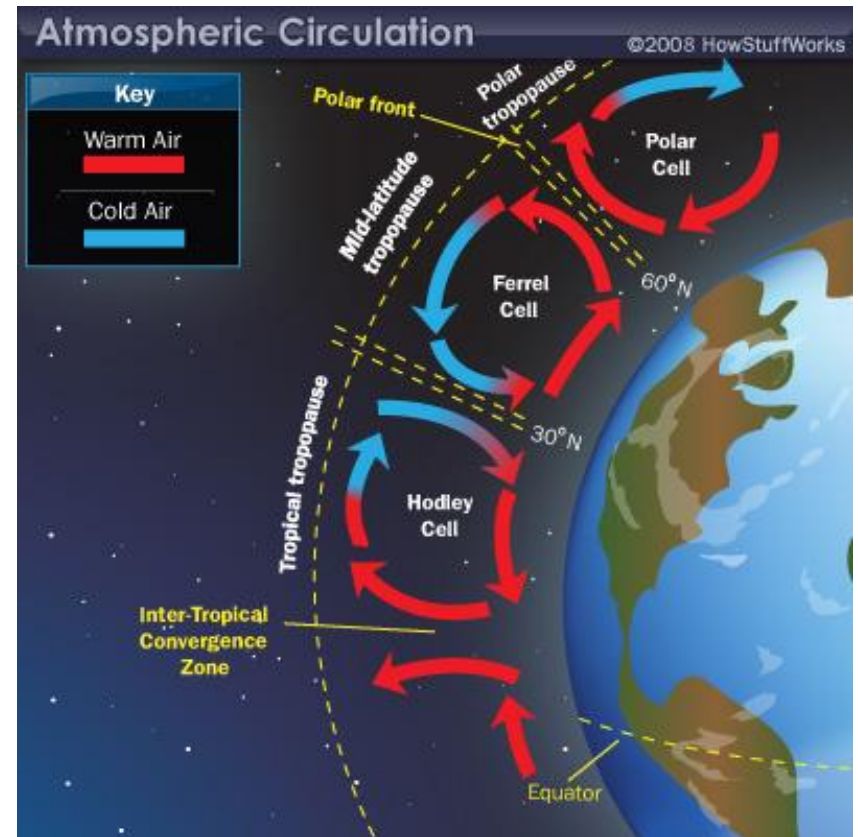 Atmospheric Circulation
©2008 HowStuffWorks
Key
Warm Air
Cold Air
Polar front
Polar
tropopause
Polar
Cell
Mid-latitude
tropopause
Ferrel
Cell
60°N
30°N
Tropical tropopause
Hodley
Cell
Inter-Tropical
Convergence
Zone
Equator